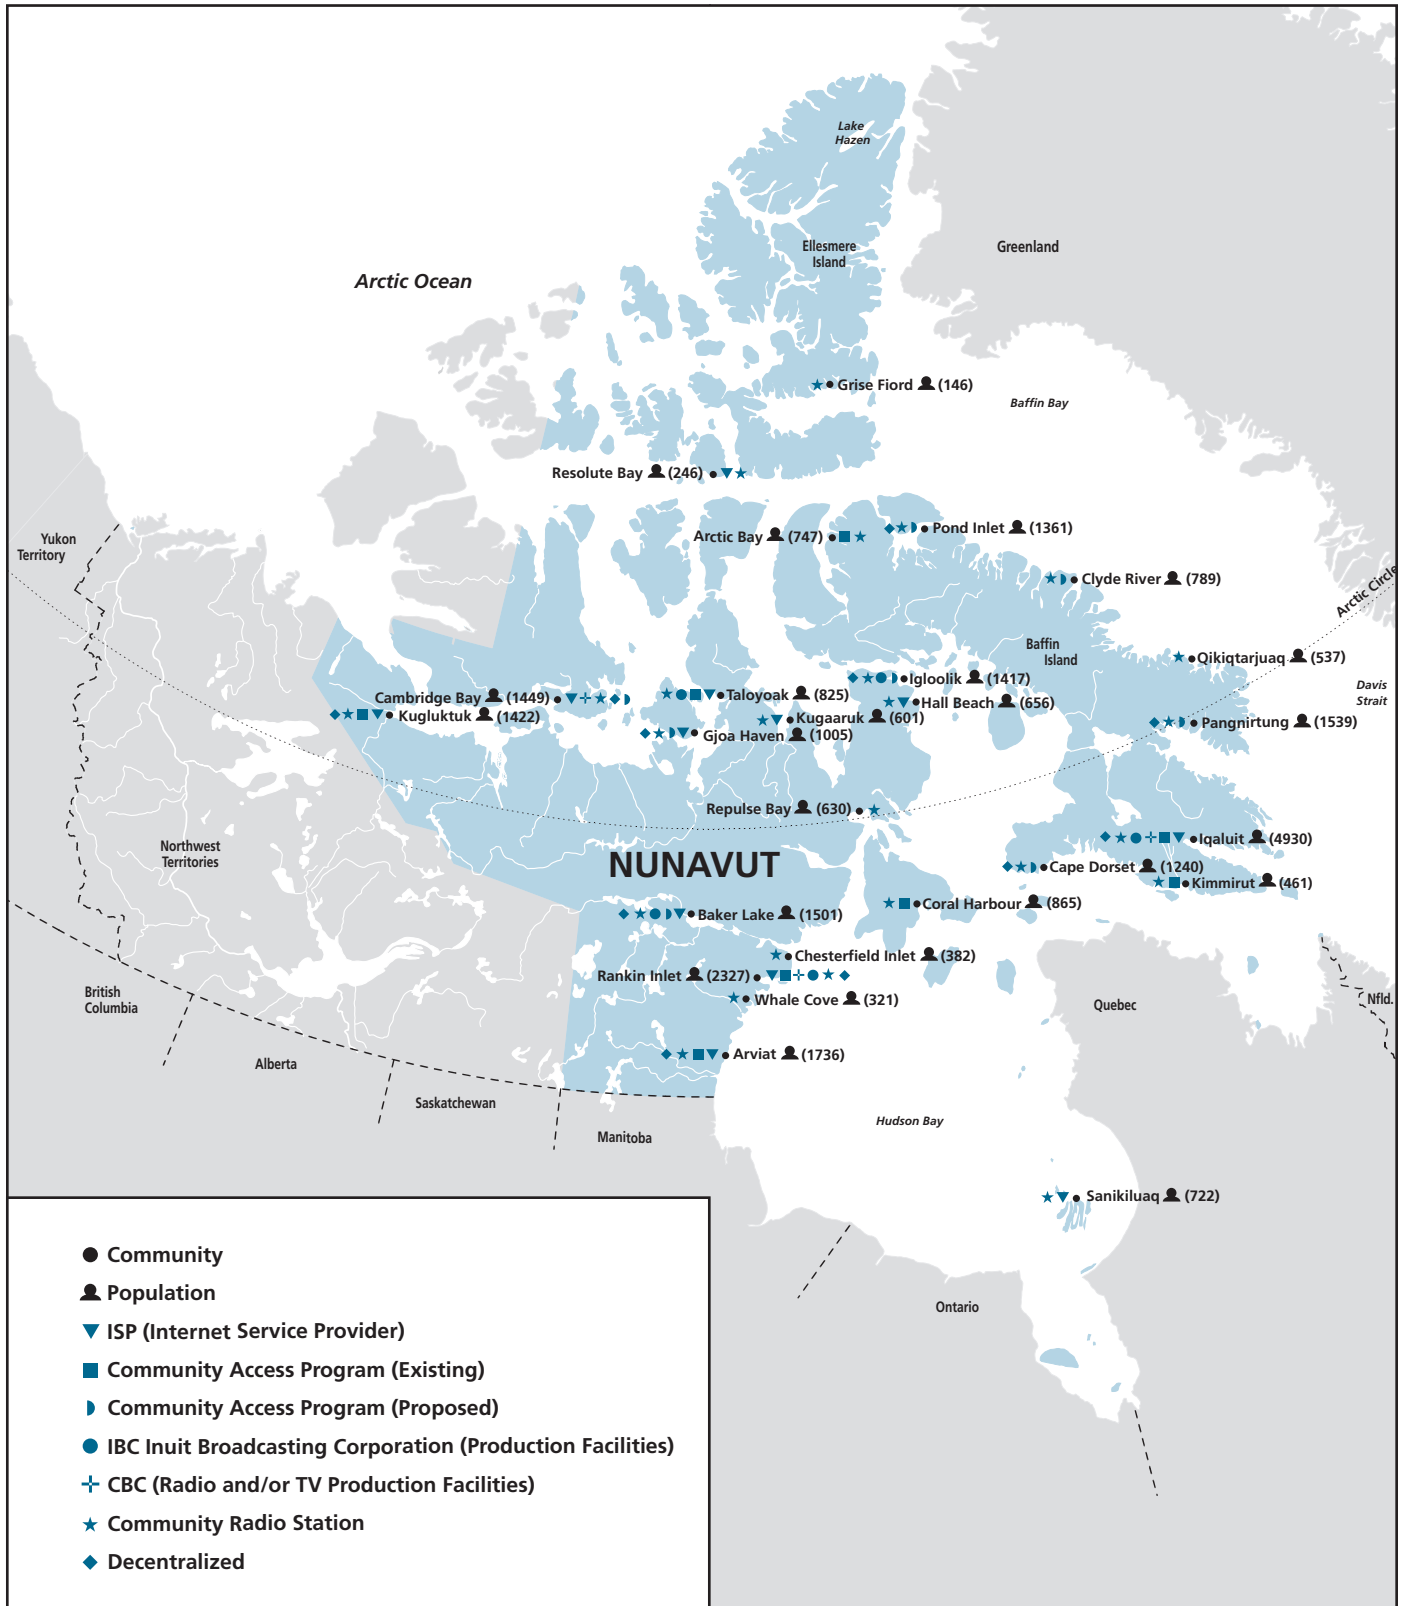 Lake
Hazen
Ellesmere
Island
Greenland
Arctic Ocean
Grise Fiord (146)
Baffin Bay
Resolute Bay (246)
Yukon
Territory
Arctic Bay (747)
Pond Inlet (1361)
Clyde River (789)
Arctic Circle
Baffin
Island
Qikiqtarjuaq (537)
Davis
Strait
Igloolik (1417)
Cambridge Bay (1449)
Taloyoak (825)
Hall Beach (656)
Kugluktuk (1422)
Kugaaruk (601)
Pangnirtung (1539)
Gjoa Haven (1005)
Repulse Bay (630)
Northwest
Territories
NUNAVUT
Iqaluit (4930)
Cape Dorset (1240)
Kimmirut (461)
Coral Harbour (865)
Baker Lake (1501)
Chesterfield Inlet (382)
Rankin Inlet (2327)
Whale Cove (321)
British
Columbia
Quebec
Nfld.
Arviat (1736)
Alberta
Saskatchewan
Manitoba
Hudson Bay
Sanikiluaq (722)
Ontario
Community
Population
ISP (Internet Service Provider)
Community Access Program (Existing)
Community Access Program (Proposed)
IBC Inuit Broadcasting Corporation (Production Facilities)
CBC (Radio and/or TV Production Facilities)
Community Radio Station
Decentralized